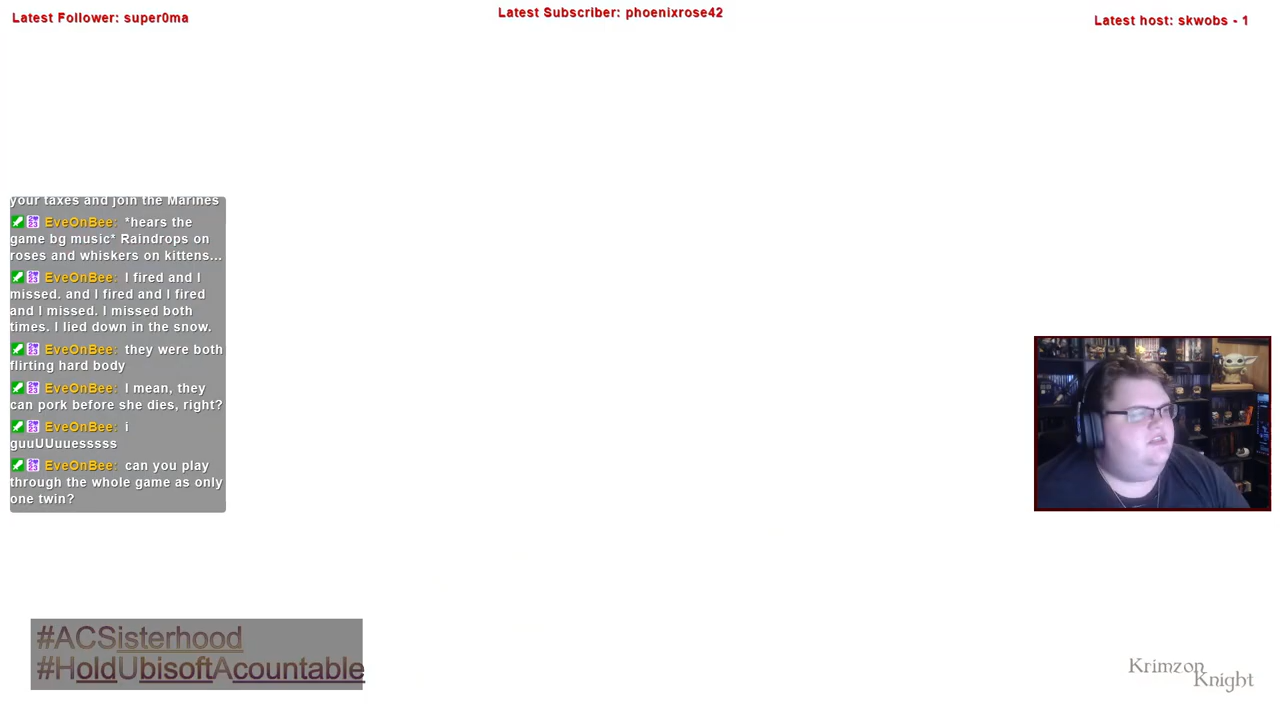 Latest Follower: super0ma
Latest Subscriber: phoenixrose42
Latest host: skwobs - 1
your taxes and join the Marines
EveOnBee: *hears the
game bg music* Raindrops on
roses and whiskers on kittens...
EveOnBee: I fired and I
missed. and I fired and I fired
and I missed. I missed both
times. I lied down in the snow.
EveOnBee: they were both
flirting hard body
EveOnBee: I mean, they
can pork before she dies, right?
EveOnBee: i
guuUUuuesssss
EveOnBee: can you play
through the whole game as only
one twin?
#ACSisterhood
#HoldUbisoftAcountable
Krimzon
Knight